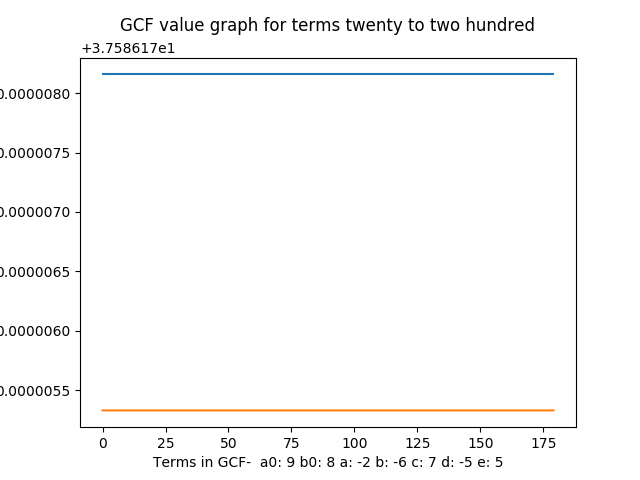 GCF value graph for terms twenty to two hundred
+3.758617e1
0.0000080
0.0000075
0.0000070
0.0000065
0.0000060
0.0000055
0 25 50 75 100 125 150 175
Terms in GCF- a0: 9 b0: 8 a: -2 b: -6 c: 7 d: -5 e: 5